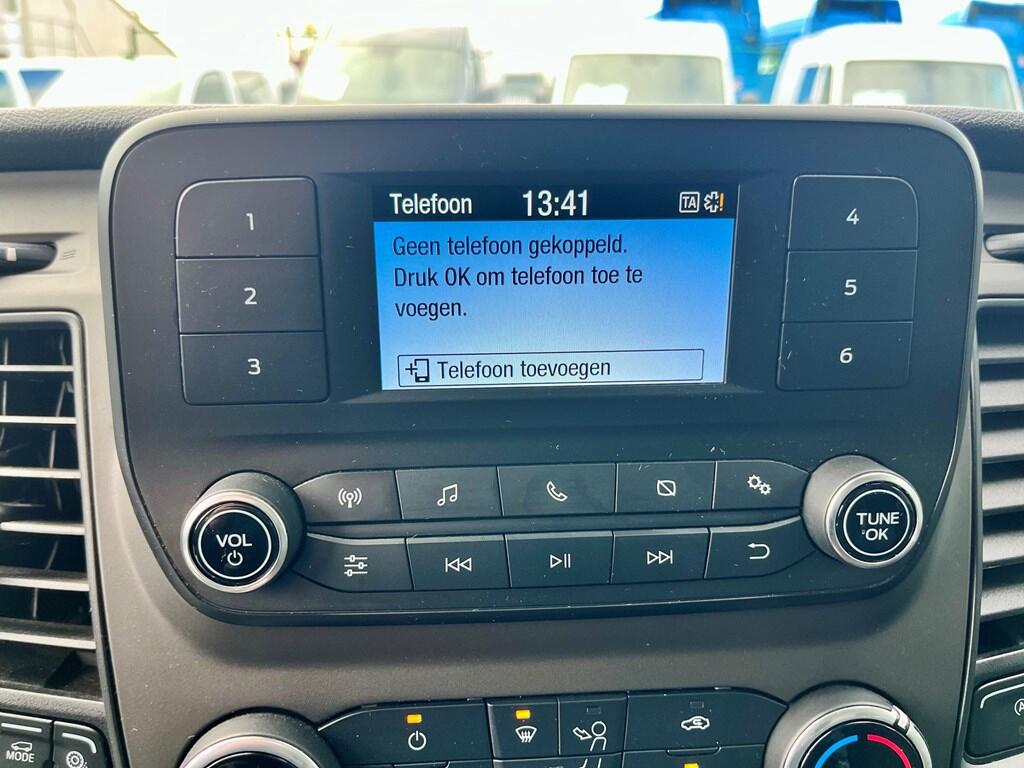 Telefoon 13:41 TA
Geen telefoon gekoppeld.
Druk OK om telefoon toe te
voegen.
Telefoon toevoegen
1
2
3
4
5
6
VOL
TUNE
OK
MODE